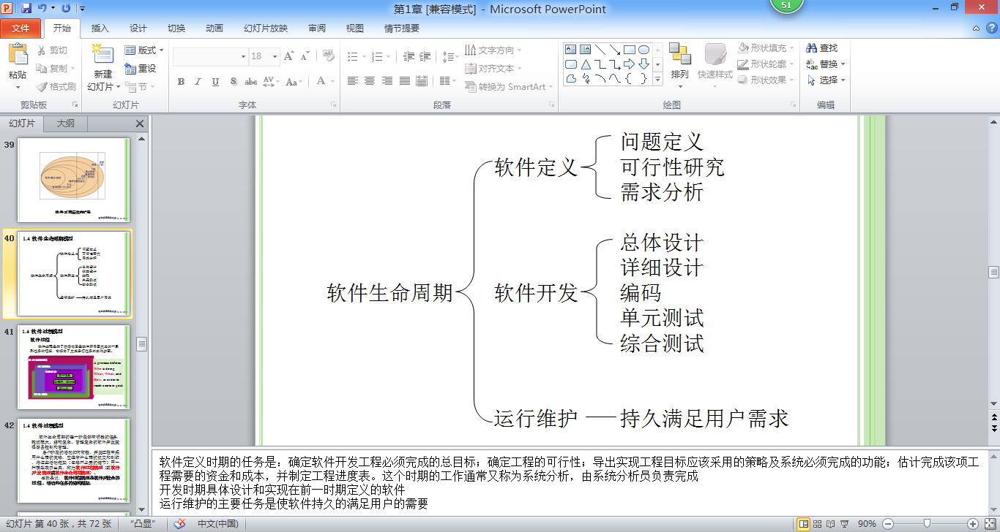 第1章 [兼容模式] - Microsoft PowerPoint
51
文件 开始 插入 设计 切换 动画 幻灯片放映 审阅 视图 情节提要
粘贴
剪切
复制
格式刷
剪贴板
新建
幻灯片
版式
重设
节
幻灯片
18
字体
文字方向
对齐文本
转换为 SmartArt
段落
排列
快速样式
形状填充
形状轮廓
形状效果
绘图
查找
替换
选择
编辑
幻灯片 大纲
39
40
1.4 软件生命周期模型
41
1.4 软件过程模型
软件过程
42
1.4 软件过程模型
软件生命周期
软件定义
问题定义
可行性研究
需求分析
软件开发
总体设计
详细设计
编码
单元测试
综合测试
运行维护 —— 持久满足用户需求
软件定义时期的任务是：确定软件开发工程必须完成的总目标；确定工程的可行性；导出实现工程目标应该采用的策略及系统必须完成的功能；估计完成该项工
程需要的资金和成本，并制定工程进度表。这个时期的工作通常又称为系统分析，由系统分析员负责完成
开发时期具体设计和实现在前一时期定义的软件
运行维护的主要任务是使软件持久的满足用户的需要
幻灯片 第 40 张，共 72 张 “凸显” 中文(中国) 90%